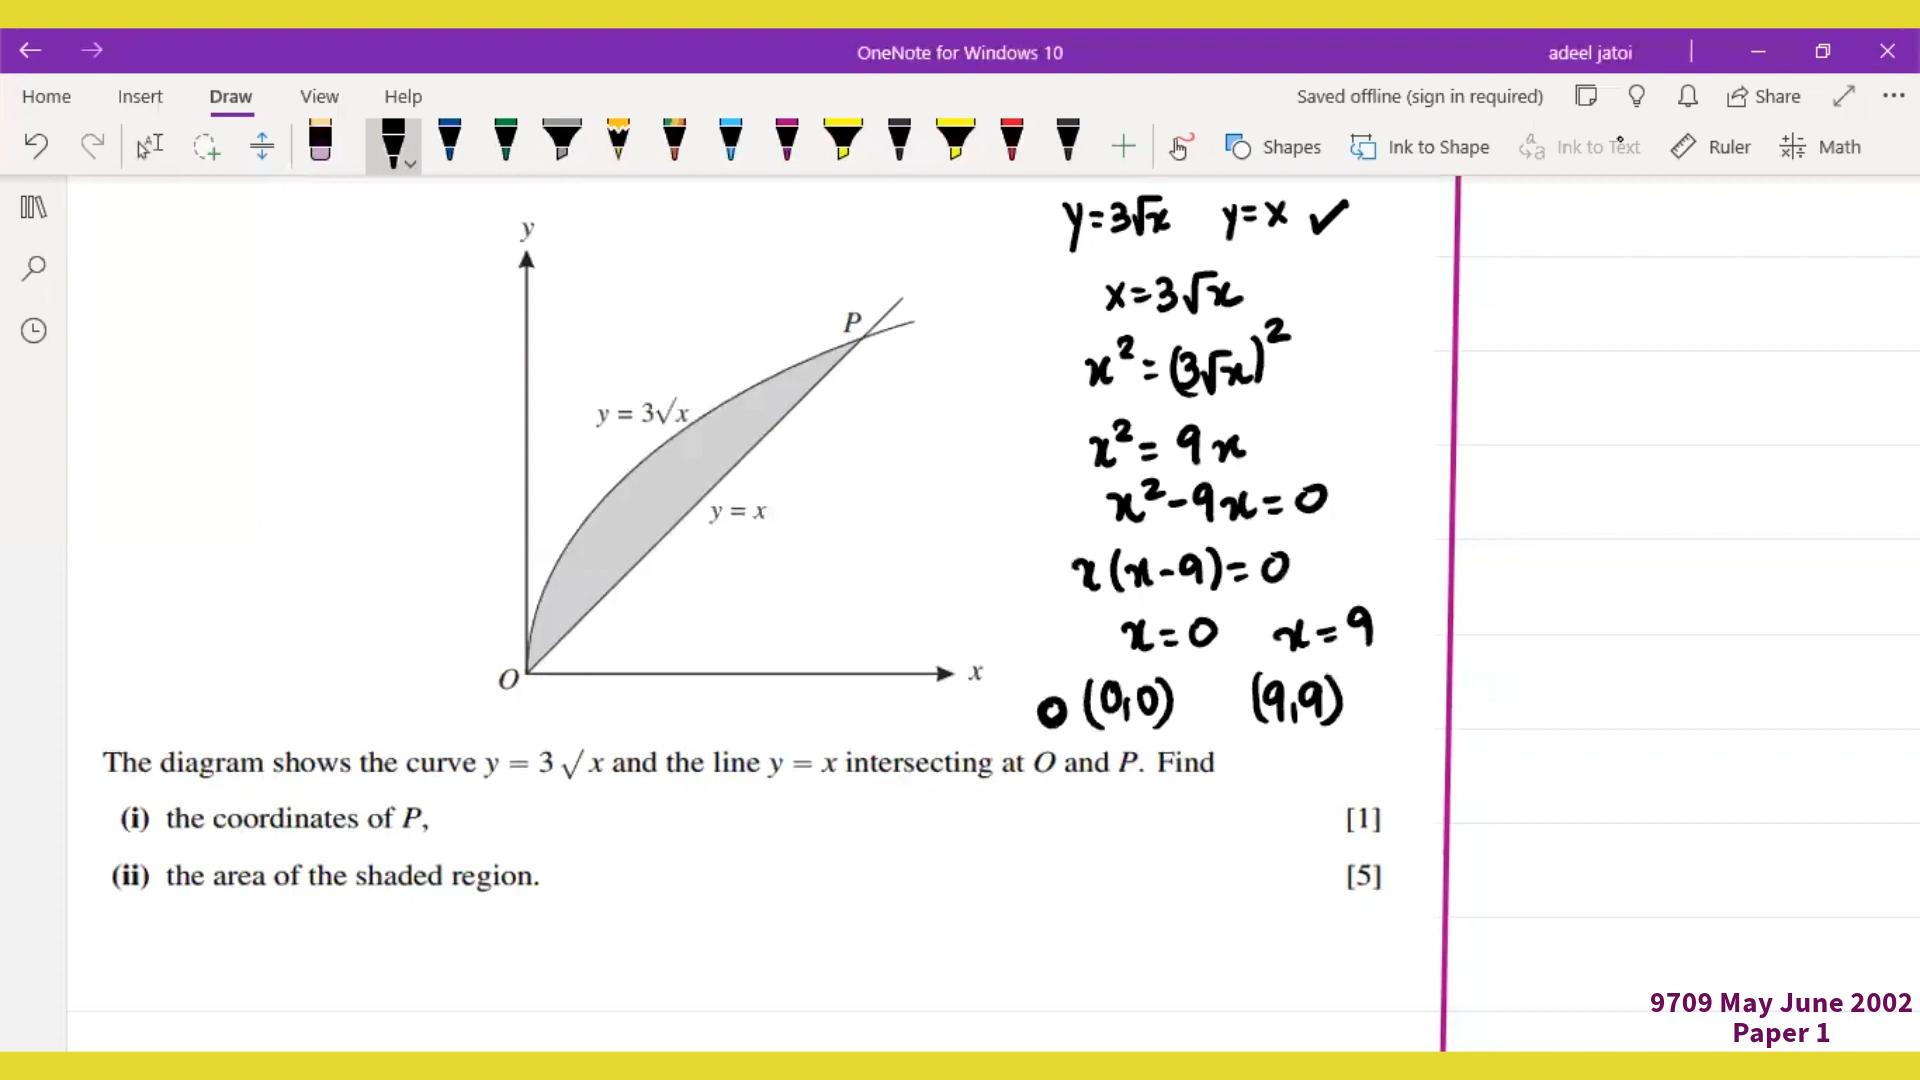 OneNote for Windows 10
adeel jatoi
Home Insert Draw View Help
Saved offline (sign in required)
Share
Shapes
Ink to Shape
Ink to Text
Ruler
Math
y
P
y = 3√x
y = x
O
x
y=3√x y=x ✓
x=3√x
x²=(3√x)²
x²=9x
x²-9x=0
x(x-9)=0
x=0 x=9
O (0,0) (9,9)
The diagram shows the curve y = 3√x and the line y = x intersecting at O and P. Find
(i) the coordinates of P, [1]
(ii) the area of the shaded region. [5]
9709 May June 2002
Paper 1